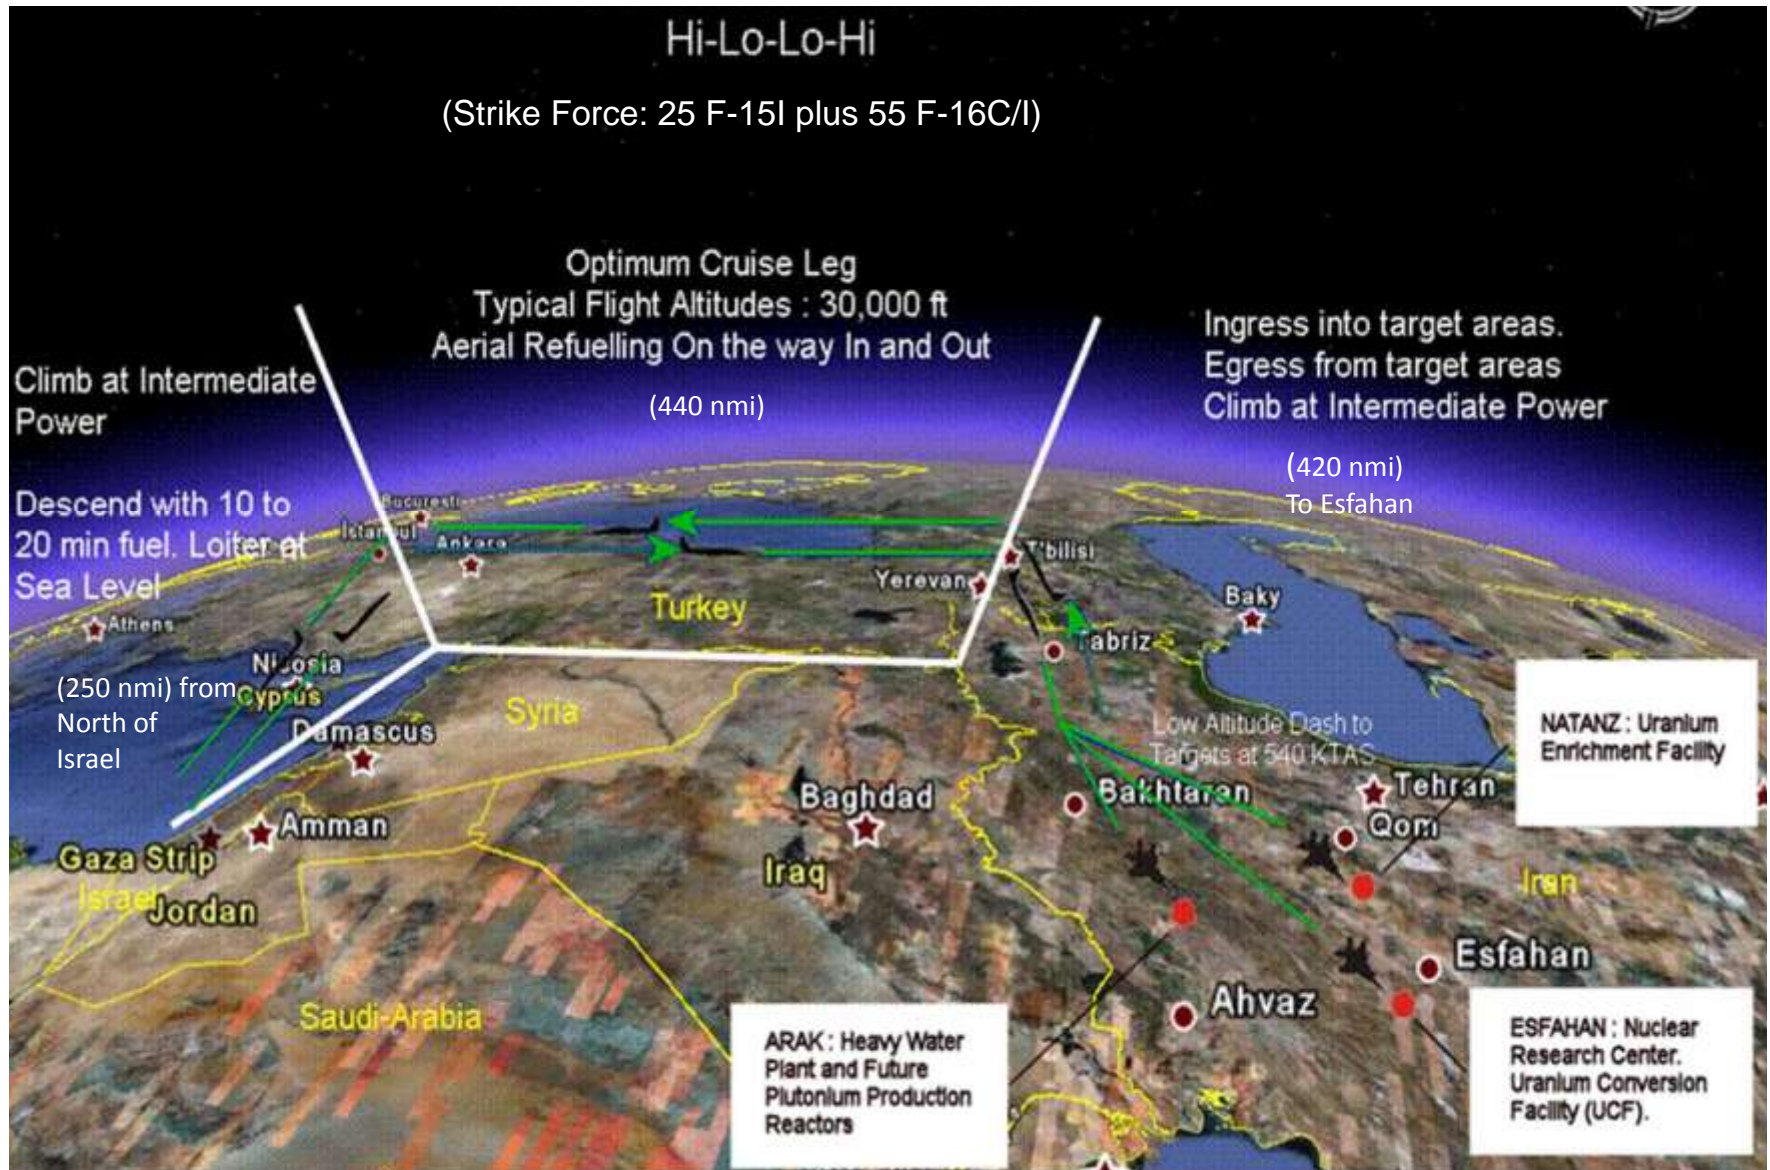 Hi-Lo-Lo-Hi
(Strike Force: 25 F-15I plus 55 F-16C/I)
Optimum Cruise Leg
Typical Flight Altitudes : 30,000 ft
Aerial Refuelling On the way In and Out
(440 nmi)
Climb at Intermediate
Power
Descend with 10 to
20 min fuel. Loiter at
Sea Level
(250 nmi) from
North of
Israel
Ingress into target areas.
Egress from target areas
Climb at Intermediate Power
(420 nmi)
To Esfahan
Bucuresti
Istanbul
Ankara
Athens
Nicosia
Cyprus
Turkey
Yerevan
T'bilisi
Baky
Tabriz
Syria
Damascus
Low Altitude Dash to
Targets at 540 KTAS
Amman
Gaza Strip
Israel
Jordan
Baghdad
Iraq
Bakhtaran
Tehran
Qom
Iran
Esfahan
Ahvaz
Saudi-Arabia
NATANZ : Uranium
Enrichment Facility
ARAK : Heavy Water
Plant and Future
Plutonium Production
Reactors
ESFAHAN : Nuclear
Research Center.
Uranium Conversion
Facility (UCF).